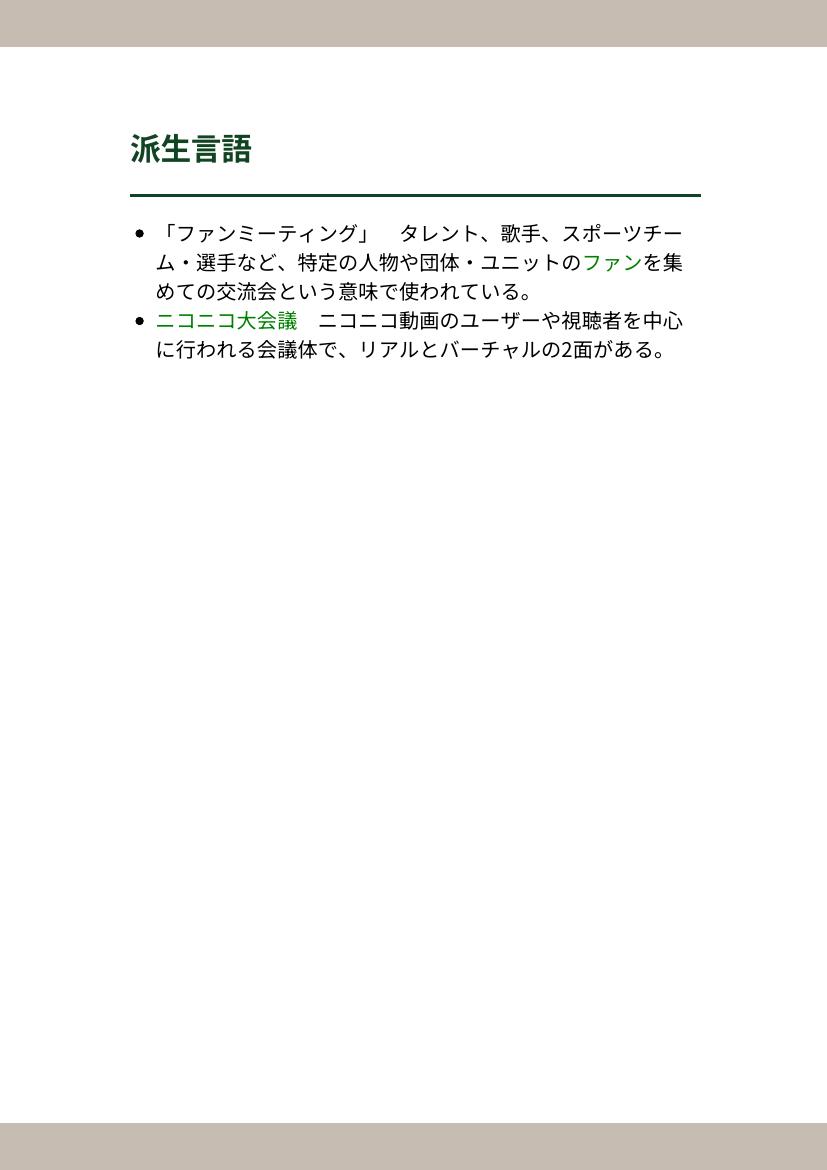 派生言語
• 「ファンミーティング」　タレント、歌手、スポーツチー
ム・選手など、特定の人物や団体・ユニットのファンを集
めての交流会という意味で使われている。
• ニコニコ大会議　ニコニコ動画のユーザーや視聴者を中心
に行われる会議体で、リアルとバーチャルの2面がある。